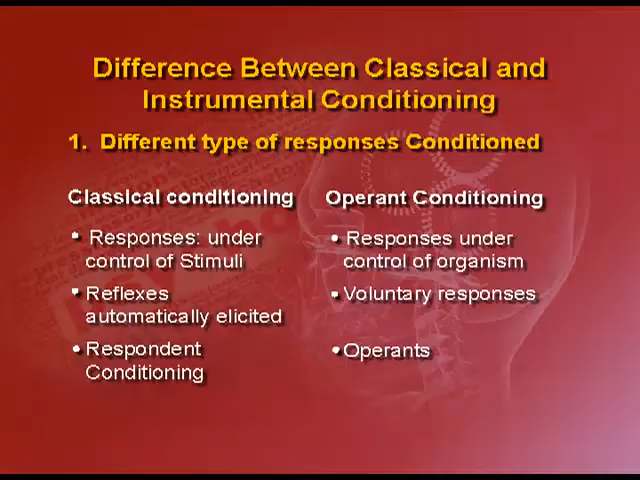 Difference Between Classical and
Instrumental Conditioning
1. Different type of responses Conditioned
Classical conditioning
• Responses: under
control of Stimuli
• Reflexes
automatically elicited
• Respondent
Conditioning
Operant Conditioning
• Responses under
control of organism
• Voluntary responses
• Operants